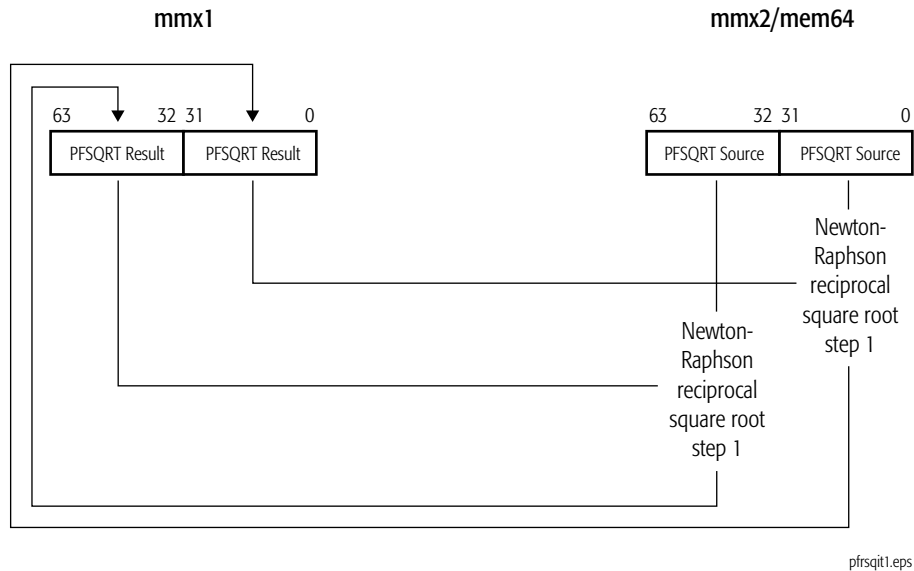 mmx1
mmx2/mem64
63 32 31 0
63 32 31 0
PFSQRT Result PFSQRT Result
PFSQRT Source PFSQRT Source
Newton-
Raphson
reciprocal
square root
step 1
Newton-
Raphson
reciprocal
square root
step 1
pfrsqit1.eps